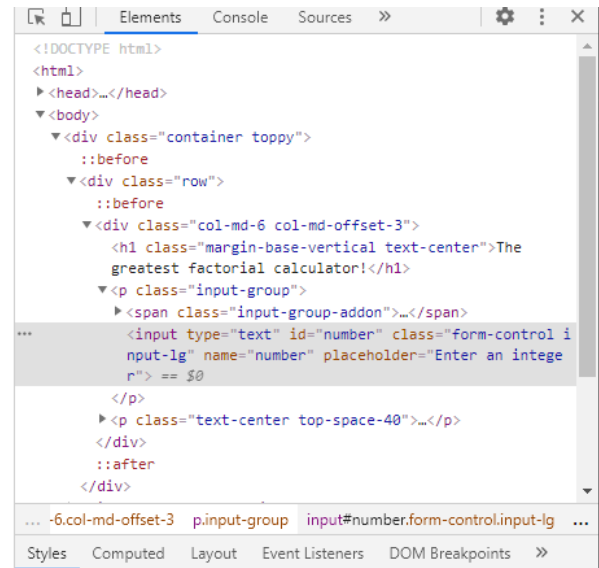 Elements Console Sources »
<!DOCTYPE html>
<html>
▶<head>…</head>
▼<body>
▼<div class="container toppy">
::before
▼<div class="row">
::before
▼<div class="col-md-6 col-md-offset-3">
<h1 class="margin-base-vertical text-center">The
greatest factorial calculator!</h1>
▼<p class="input-group">
▶<span class="input-group-addon">…</span>
... <input type="text" id="number" class="form-control i
nput-lg" name="number" placeholder="Enter an intege
r"> == $0
</p>
▶<p class="text-center top-space-40">…</p>
</div>
::after
</div>
... -6.col-md-offset-3 p.input-group input#number.form-control.input-lg ...
Styles Computed Layout Event Listeners DOM Breakpoints »